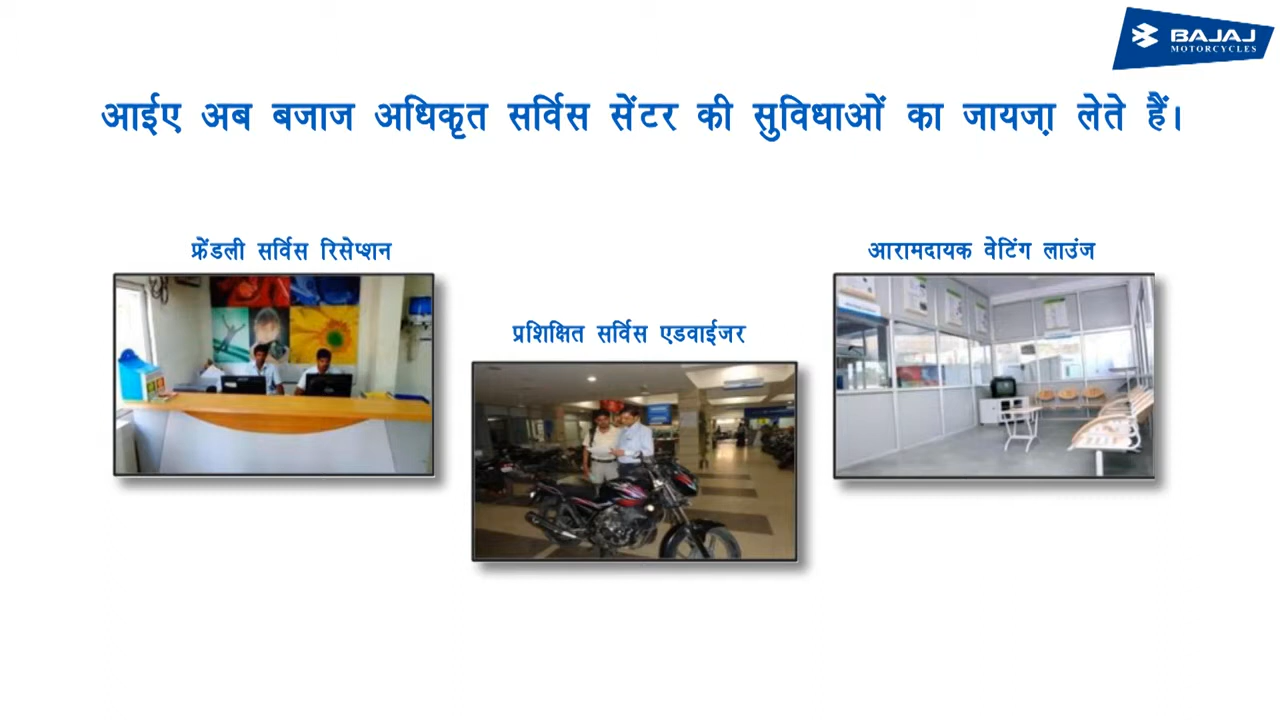 BAJAJ
MOTORCYCLES
आईए अब बजाज अधिकृत सर्विस सेंटर की सुविधाओं का जायजा़ लेते हैं।
फ्रेंडली सर्विस रिसेप्शन
आरामदायक वेटिंग लाउंज
प्रशिक्षित सर्विस एडवाईजर